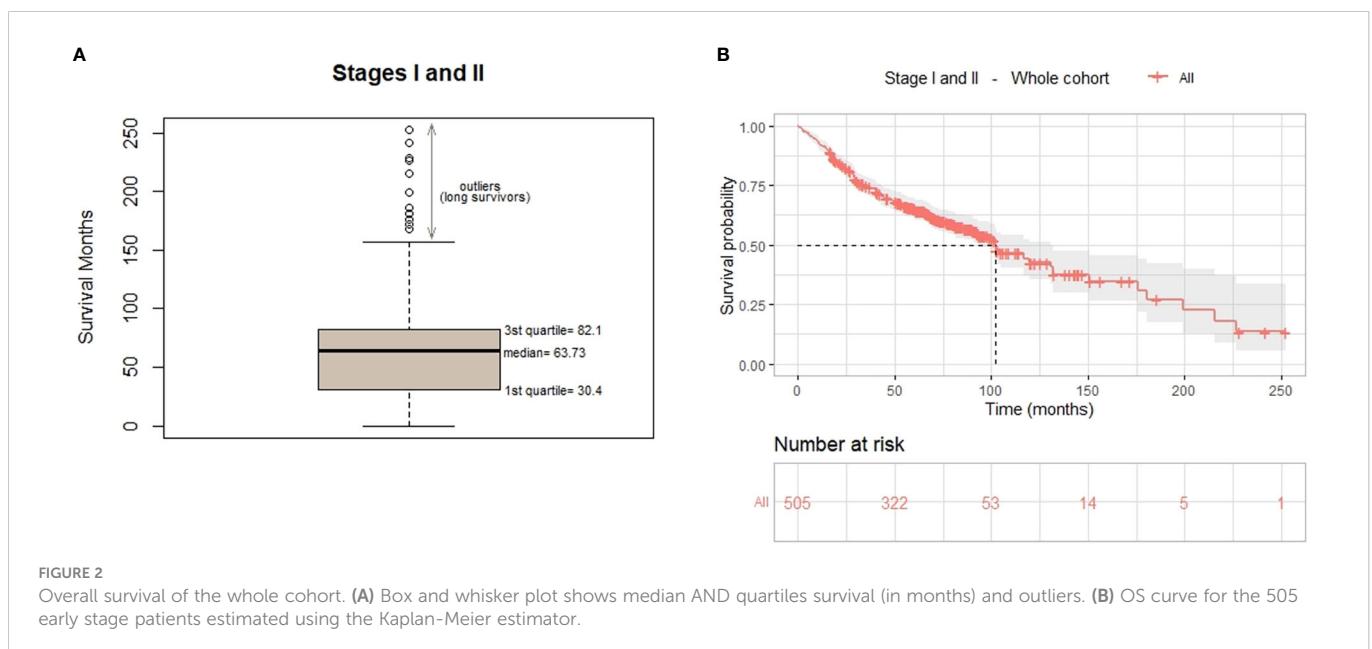 A
Stages I and II
Survival Months
250
200
150
100
50
0
outliers
(long survivors)
3st quartile= 82.1
median= 63.73
1st quartile= 30.4
B
Stage I and II - Whole cohort All
Survival probability
1.00
0.75
0.50
0.25
0.00
0 50 100 150 200 250
Time (months)
Number at risk
All 505 322 53 14 5 1
FIGURE 2
Overall survival of the whole cohort. (A) Box and whisker plot shows median AND quartiles survival (in months) and outliers. (B) OS curve for the 505
early stage patients estimated using the Kaplan-Meier estimator.